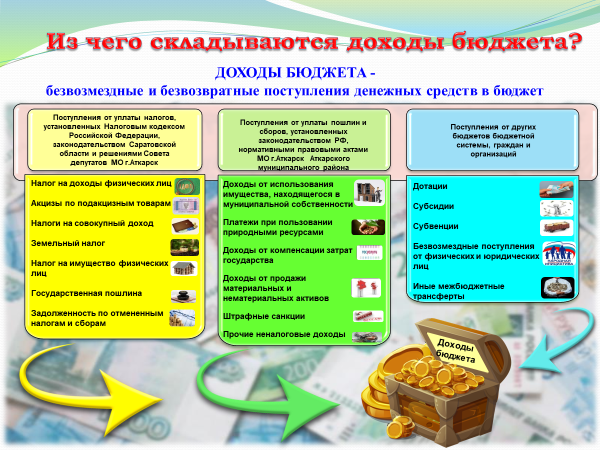 Из чего складываются доходы бюджета?
ДОХОДЫ БЮДЖЕТА -
безвозмездные и безвозвратные поступления денежных средств в бюджет
Поступления от уплаты налогов,
установленных Налоговым кодексом
Российской Федерации,
законодательством Саратовской
области и решениями Совета
депутатов МО г.Аткарск
Налог на доходы физических лиц
Акцизы по подакцизным товарам
Налоги на совокупный доход
Земельный налог
Налог на имущество физических
лиц
Государственная пошлина
Задолженность по отмененным
налогам и сборам
Поступления от уплаты пошлин и
сборов, установленных
законодательством РФ,
нормативными правовыми актами
МО г.Аткарск Аткарского
муниципального района
Доходы от использования
имущества, находящегося в
муниципальной собственности
Платежи при пользовании
природными ресурсами
Доходы от компенсации затрат
государства
Доходы от продажи
материальных и
нематериальных активов
Штрафные санкции
Прочие неналоговые доходы
Поступления от других
бюджетов бюджетной
системы, граждан и
организаций
Дотации
Субсидии
Субвенции
Безвозмездные поступления
от физических и юридических
лиц
Иные межбюджетные
трансферты
Доходы
бюджета